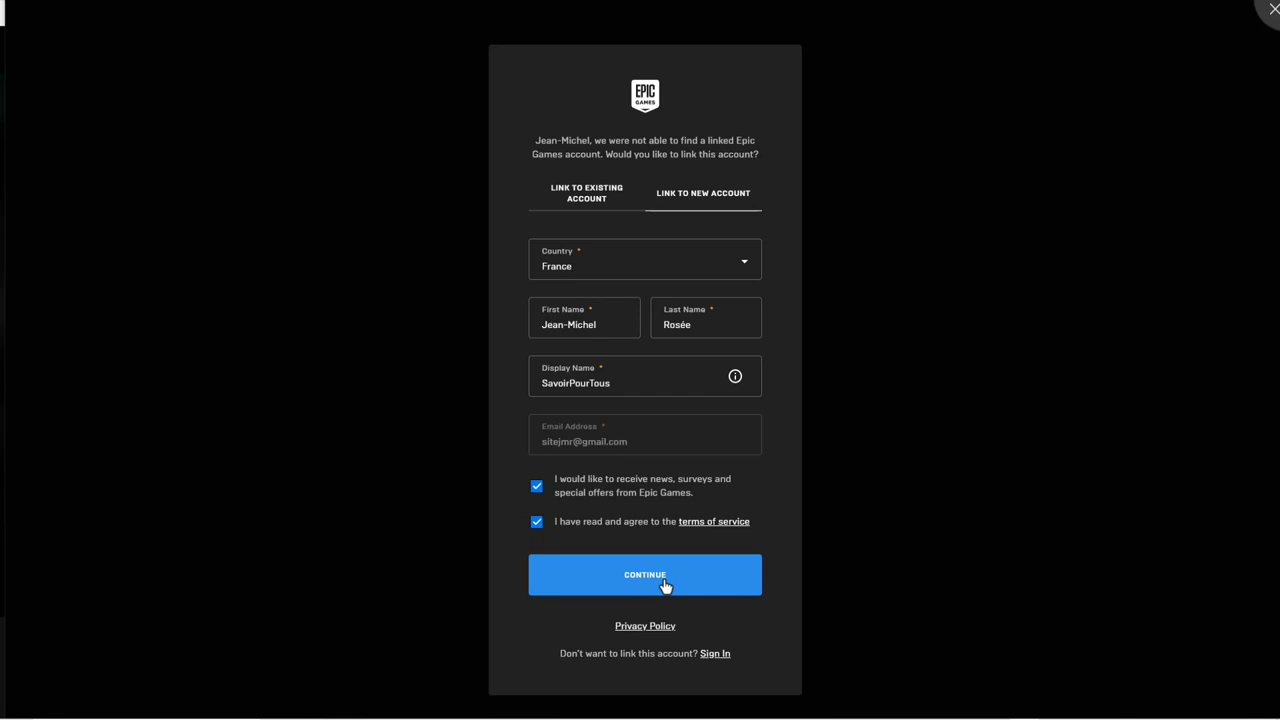 EPIC
GAMES
Jean-Michel, we were not able to find a linked Epic
Games account. Would you like to link this account?
LINK TO EXISTING
ACCOUNT
LINK TO NEW ACCOUNT
Country *
France
First Name *
Jean-Michel
Last Name *
Rosée
Display Name *
SavoirPourTous
Email Address *
sitejmr@gmail.com
I would like to receive news, surveys and
special offers from Epic Games.
I have read and agree to the terms of service
CONTINUE
Privacy Policy
Don't want to link this account? Sign In